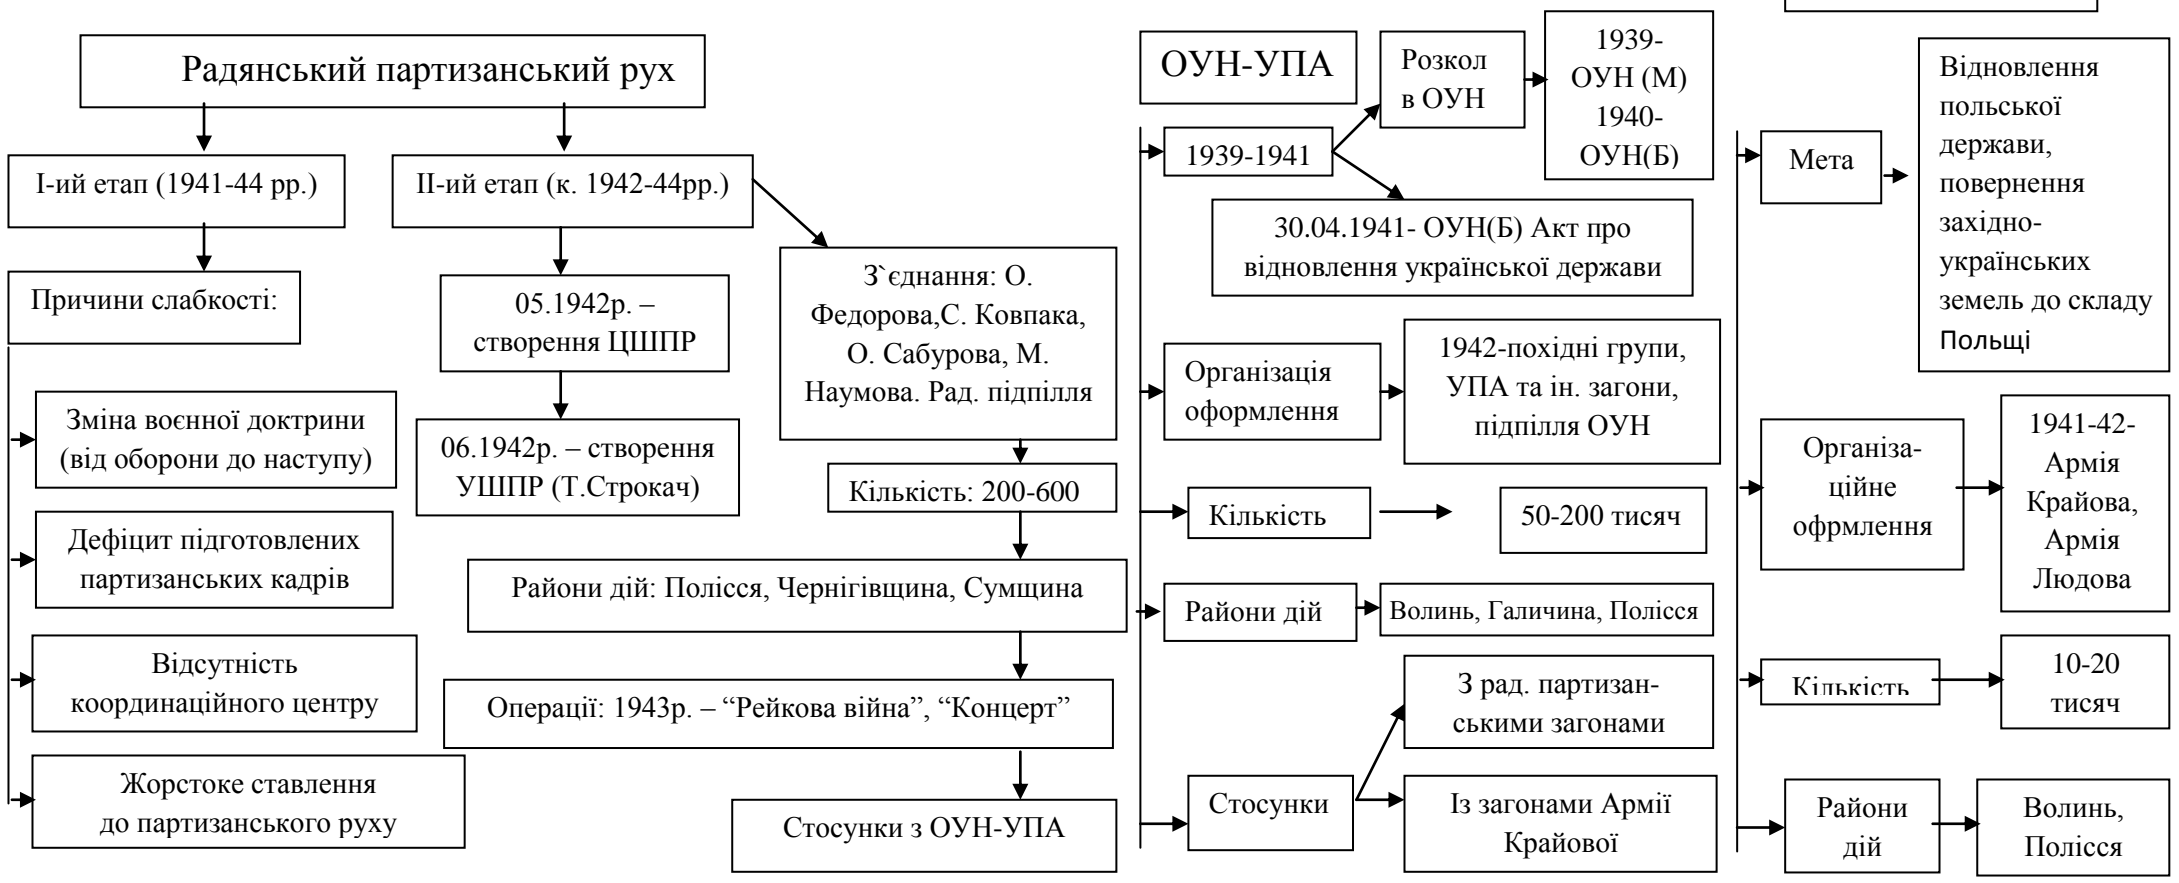 Радянський партизанський рух
І-ий етап (1941-44 рр.)
Причини слабкості:
Зміна воєнної доктрини
(від оборони до наступу)
Дефіцит підготовлених
партизанських кадрів
Відсутність
координаційного центру
Жорстоке ставлення
до партизанського руху
ІІ-ий етап (к. 1942-44рр.)
05.1942р. –
створення ЦШПР
06.1942р. – створення
УШПР (Т.Строкач)
З`єднання: О.
Федорова,С. Ковпака,
О. Сабурова, М.
Наумова. Рад. підпілля
Кількість: 200-600
Райони дій: Полісся, Чернігівщина, Сумщина
Операції: 1943р. – “Рейкова війна”, “Концерт”
Стосунки з ОУН-УПА
ОУН-УПА
1939-1941
Розкол
в ОУН
1939-
ОУН (М)
1940-
ОУН(Б)
30.04.1941- ОУН(Б) Акт про
відновлення української держави
Організація
оформлення
1942-похідні групи,
УПА та ін. загони,
підпілля ОУН
Кількість
50-200 тисяч
Райони дій
Волинь, Галичина, Полісся
Стосунки
З рад. партизан-
ськими загонами
Із загонами Армії
Крайової
Мета
Відновлення
польської
держави,
повернення
західно-
українських
земель до складу
Польщі
Організа-
ційне
офрмлення
1941-42-
Армія
Крайова,
Армія
Людова
Кількість
10-20
тисяч
Райони
дій
Волинь,
Полісся